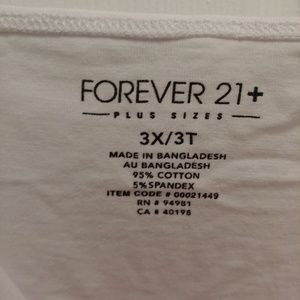 FOREVER 21+
PLUS SIZES
3X/3T
MADE IN BANGLADESH
AU BANGLADESH
95% COTTON
5% SPANDEX
ITEM CODE # 00021449
RN # 94981
CA # 40198